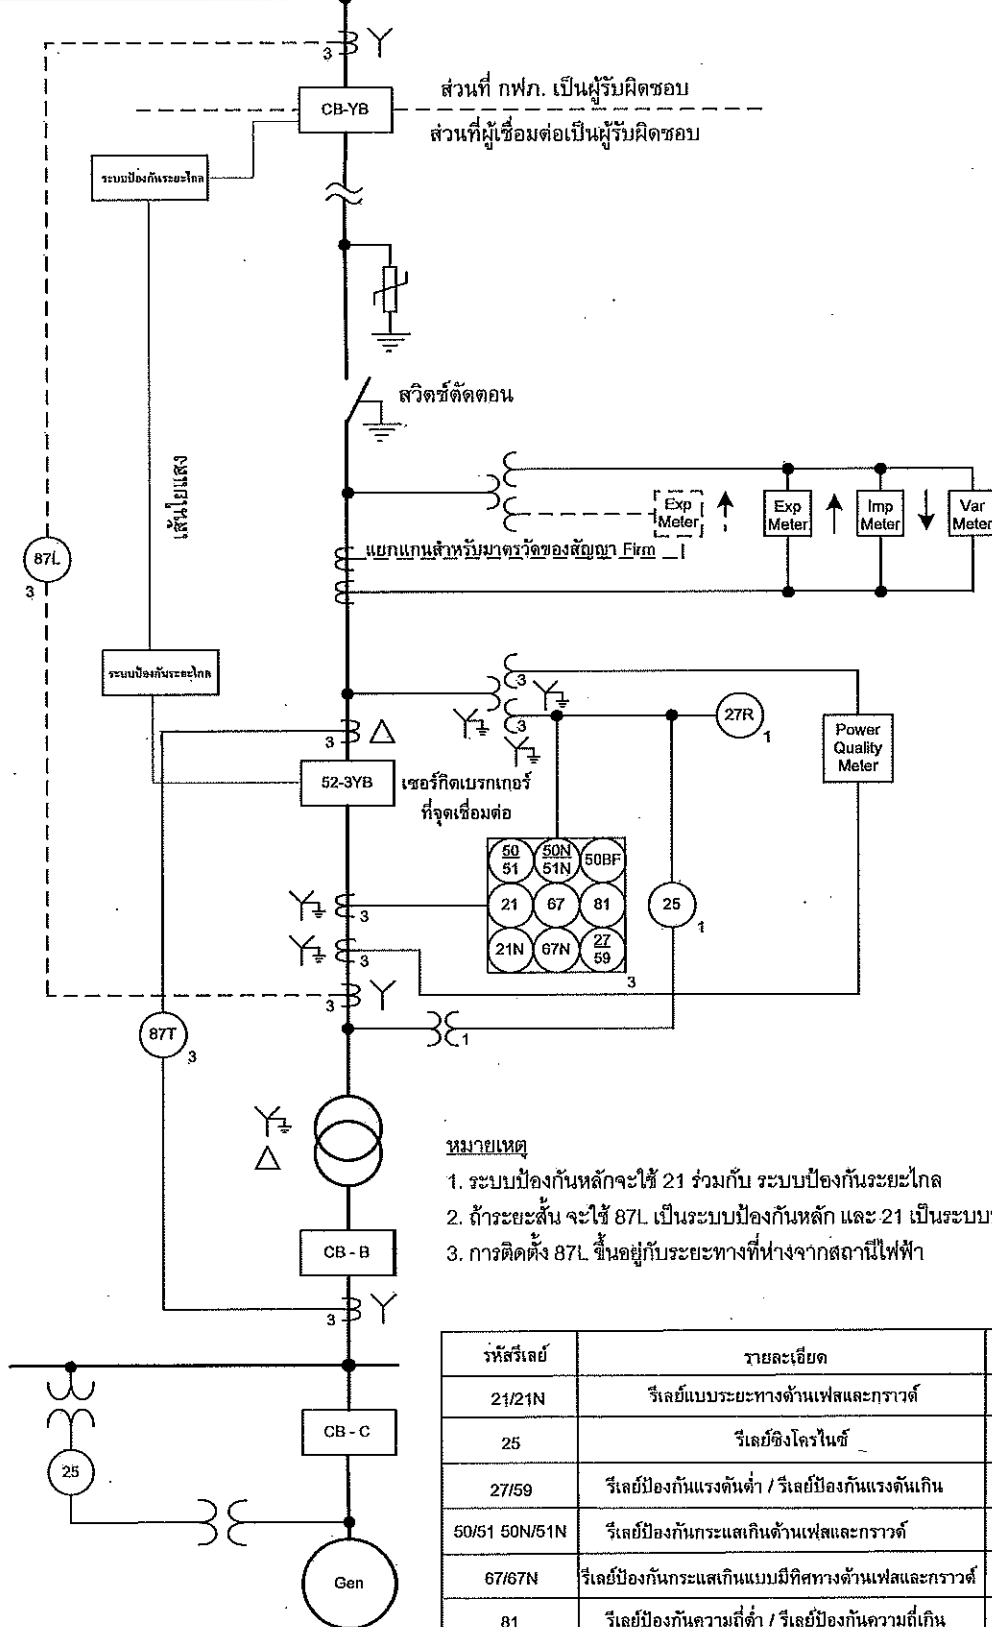 3
CB-YB
ส่วนที่ กฟภ. เป็นผู้รับผิดชอบ
ส่วนที่ผู้เชื่อมต่อเป็นผู้รับผิดชอบ
ระบบป้องกันระยะไกล
สวิตช์ตัดตอน
เส้นใยแสง
Exp
Meter
Exp
Meter
Imp
Meter
Var
Meter
แยกแกนสำหรับมาตรวัดของสัญญา Firm
87L
3
ระบบป้องกันระยะไกล
3
3
27R
1
Power
Quality
Meter
3
52-3YB
เซอร์กิตเบรกเกอร์
ที่จุดเชื่อมต่อ
50
51
50N
51N
50BF
21
67
81
21N
67N
27
59
3
25
1
3
3
3
1
87T
3
หมายเหตุ
1. ระบบป้องกันหลักจะใช้ 21 ร่วมกับ ระบบป้องกันระยะไกล
2. ถ้าระยะสั้น จะใช้ 87L เป็นระบบป้องกันหลัก และ 21 เป็นระบบ
3. การติดตั้ง 87L ขึ้นอยู่กับระยะทางที่ห่างจากสถานีไฟฟ้า
CB - B
3
CB - C
25
Gen
รหัสรีเลย์ รายละเอียด
21/21N รีเลย์แบบระยะทางด้านเฟสและกราวด์
25 รีเลย์ซิงโครไนซ์
27/59 รีเลย์ป้องกันแรงดันต่ำ / รีเลย์ป้องกันแรงดันเกิน
50/51 50N/51N รีเลย์ป้องกันกระแสเกินด้านเฟสและกราวด์
67/67N รีเลย์ป้องกันกระแสเกินแบบมีทิศทางด้านเฟสและกราวด์
81 รีเลย์ป้องกันความถี่ต่ำ / รีเลย์ป้องกันความถี่เกิน